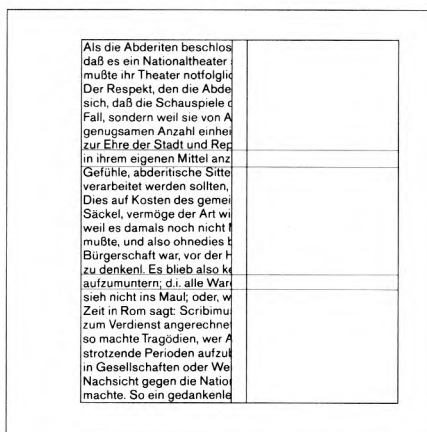 Als die Abderiten beschlos
daß es ein Nationaltheater
mußte ihr Theater notfolglic
Der Respekt, den die Abde
sich, daß die Schauspiele
Fall, sondern weil sie von A
genugsamen Anzahl einhei
zur Ehre der Stadt und Rep
in ihrem eigenen Mittel anz
Gefühle, abderitische Sitte
verarbeitet werden sollten,
Dies auf Kosten des gemei
Säckel, vermöge der Art wi
weil es damals noch nicht
mußte, und also ohnedies
Bürgerschaft war, vor der
zu denkenl. Es blieb also ke
aufzumuntern; d.i. alle War
sieh nicht ins Maul; oder, w
Zeit in Rom sagt: Scribimu
zum Verdienst angerechne
so machte Tragödien, wer A
strotzende Perioden aufzu
in Gesellschaften oder We
Nachsicht gegen die Natio
machte. So ein gedankenle